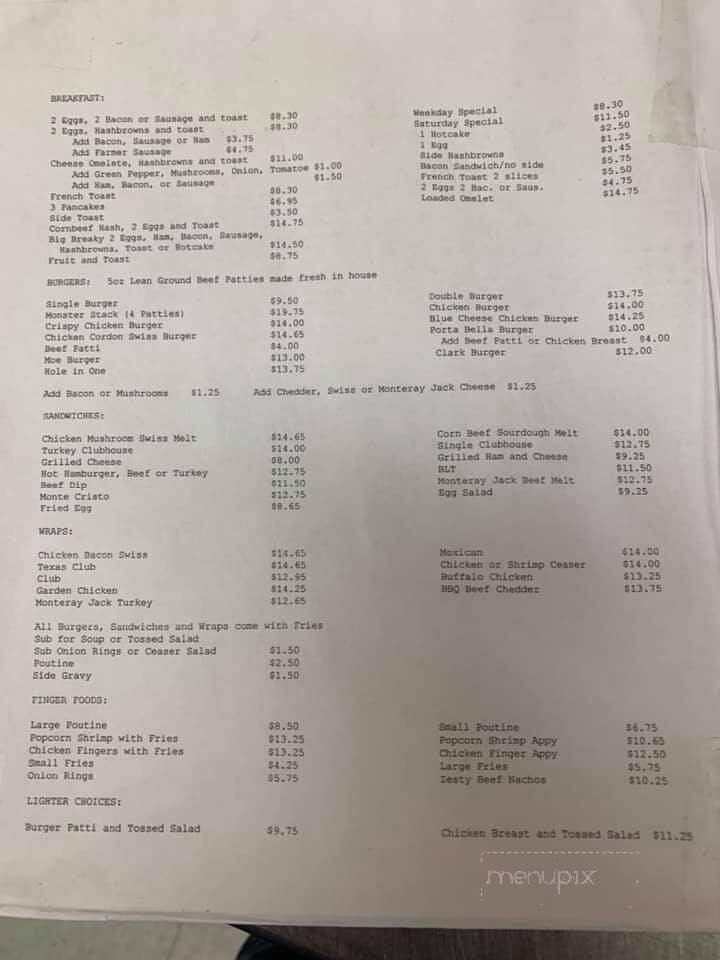 BREAKFAST:
2 Eggs, 2 Bacon or Sausage and toast $8.30
2 Eggs, Hashbrowns and toast $8.30
Add Bacon, Sausage or Ham $3.75
Add Farmer Sausage $4.75
Cheese Omelete, Hashbrowns and toast $11.00
Add Green Pepper, Mushrooms, Onion, Tomatoe $1.00
Add Ham, Bacon, or Sausage $1.50
French Toast $8.30
3 Pancakes $6.95
Side Toast $3.50
Cornbeef Hash, 2 Eggs and Toast $14.75
Big Breaky 2 Eggs, Ham, Bacon, Sausage,
Hashbrowns, Toast or Hotcake $14.50
Fruit and Toast $8.75
Weekday Special $8.30
Saturday Special $11.50
1 Hotcake $2.50
1 Egg $1.25
Side Hashbrowns $3.45
Bacon Sandwich/no side $5.75
French Toast 2 slices $5.50
2 Eggs 2 Bac. or Saus. $4.75
Loaded Omelet $14.75
BURGERS: 5oz Lean Ground Beef Patties made fresh in house
Single Burger $9.50
Monster Stack (4 Patties) $19.75
Crispy Chicken Burger $14.00
Chicken Cordon Swiss Burger $14.65
Beef Patti $4.00
Moe Burger $13.00
Hole in One $13.75
Double Burger $13.75
Chicken Burger $14.00
Blue Cheese Chicken Burger $14.25
Porta Bella Burger $10.00
Add Beef Patti or Chicken Breast $4.00
Clark Burger $12.00
Add Bacon or Mushrooms $1.25 Add Chedder, Swiss or Monteray Jack Cheese $1.25
SANDWICHES:
Chicken Mushroom Swiss Melt $14.65
Turkey Clubhouse $14.00
Grilled Cheese $8.00
Hot Hamburger, Beef or Turkey $12.75
Beef Dip $11.50
Monte Cristo $12.75
Fried Egg $8.65
Corn Beef Sourdough Melt $14.00
Single Clubhouse $12.75
Grilled Ham and Cheese $9.25
BLT $11.50
Monteray Jack Beef Melt $12.75
Egg Salad $9.25
WRAPS:
Chicken Bacon Swiss $14.65
Texas Club $14.65
Club $12.95
Garden Chicken $14.25
Monteray Jack Turkey $12.65
Mexican $14.00
Chicken or Shrimp Ceaser $14.00
Buffalo Chicken $13.25
BBQ Beef Chedder $13.75
All Burgers, Sandwiches and Wraps come with Fries
Sub for Soup or Tossed Salad
Sub Onion Rings or Ceaser Salad $1.50
Poutine $2.50
Side Gravy $1.50
FINGER FOODS:
Large Poutine $8.50
Popcorn Shrimp with Fries $13.25
Chicken Fingers with Fries $13.25
Small Fries $4.25
Onion Rings $5.75
Small Poutine $6.75
Popcorn Shrimp Appy $10.65
Chicken Finger Appy $12.50
Large Fries $5.75
Zesty Beef Nachos $10.25
LIGHTER CHOICES:
Burger Patti and Tossed Salad $9.75
Chicken Breast and Tossed Salad $11.25
menupix